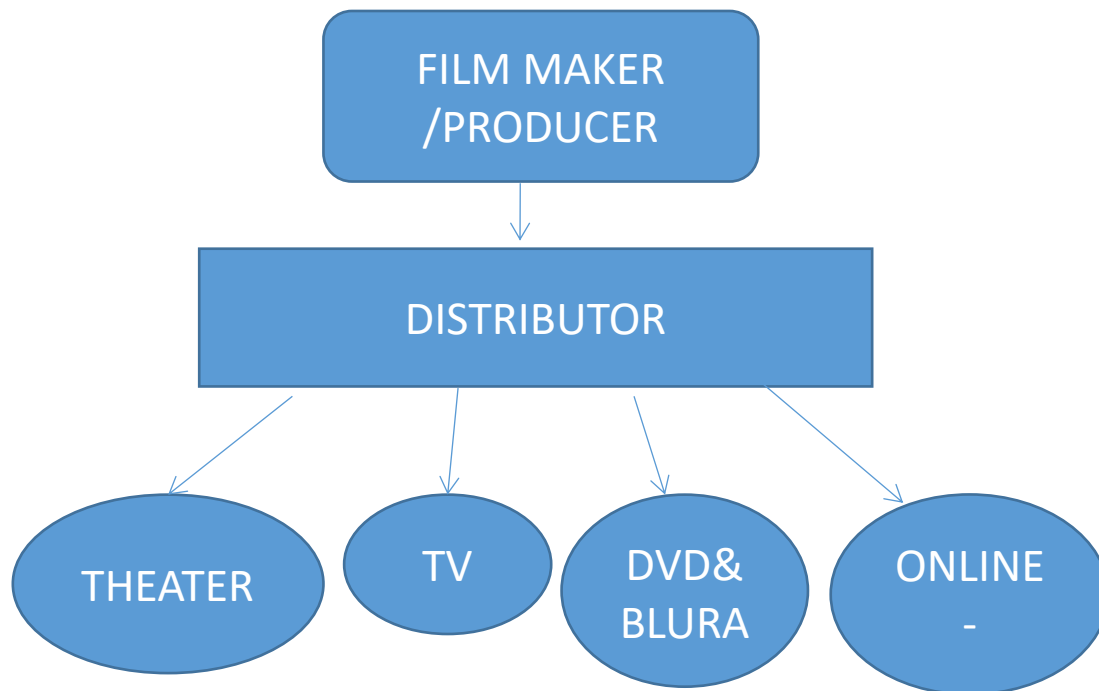 FILM MAKER
/PRODUCER
DISTRIBUTOR
THEATER
TV
DVD&
BLURA
ONLINE
-